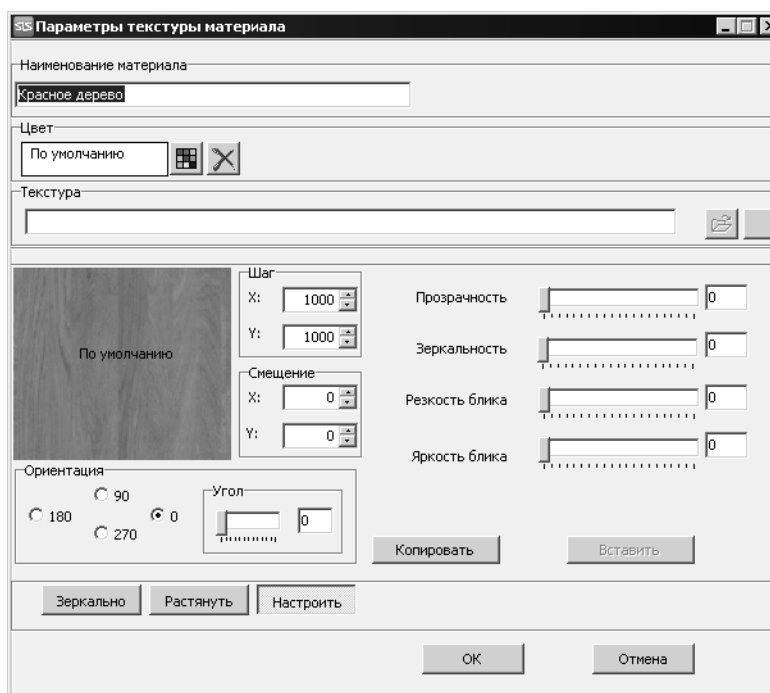 SLS Параметры текстуры материала
Наименование материала
Красное дерево
Цвет
По умолчанию
Текстура
По умолчанию
Шаг
X: 1000
Y: 1000
Смещение
X: 0
Y: 0
Прозрачность 0
Зеркальность 0
Резкость блика 0
Яркость блика 0
Ориентация
90
180
0
270
Угол
0
Копировать
Вставить
Зеркально
Растянуть
Настроить
ОК
Отмена